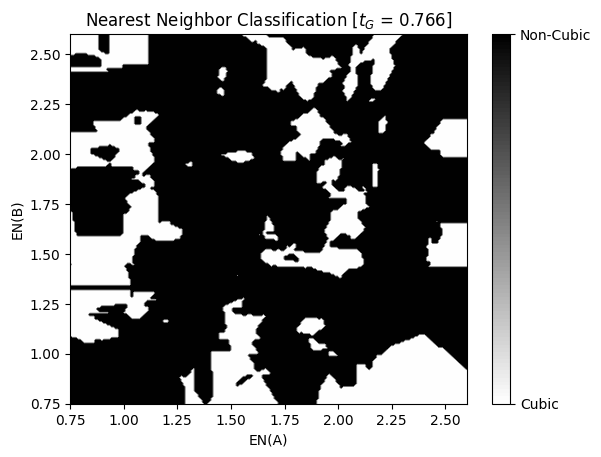 Nearest Neighbor Classification [t_G = 0.766]
Non-Cubic
2.50
2.25
2.00
1.75
1.50
1.25
1.00
0.75
EN(B)
Cubic
0.75 1.00 1.25 1.50 1.75 2.00 2.25 2.50
EN(A)